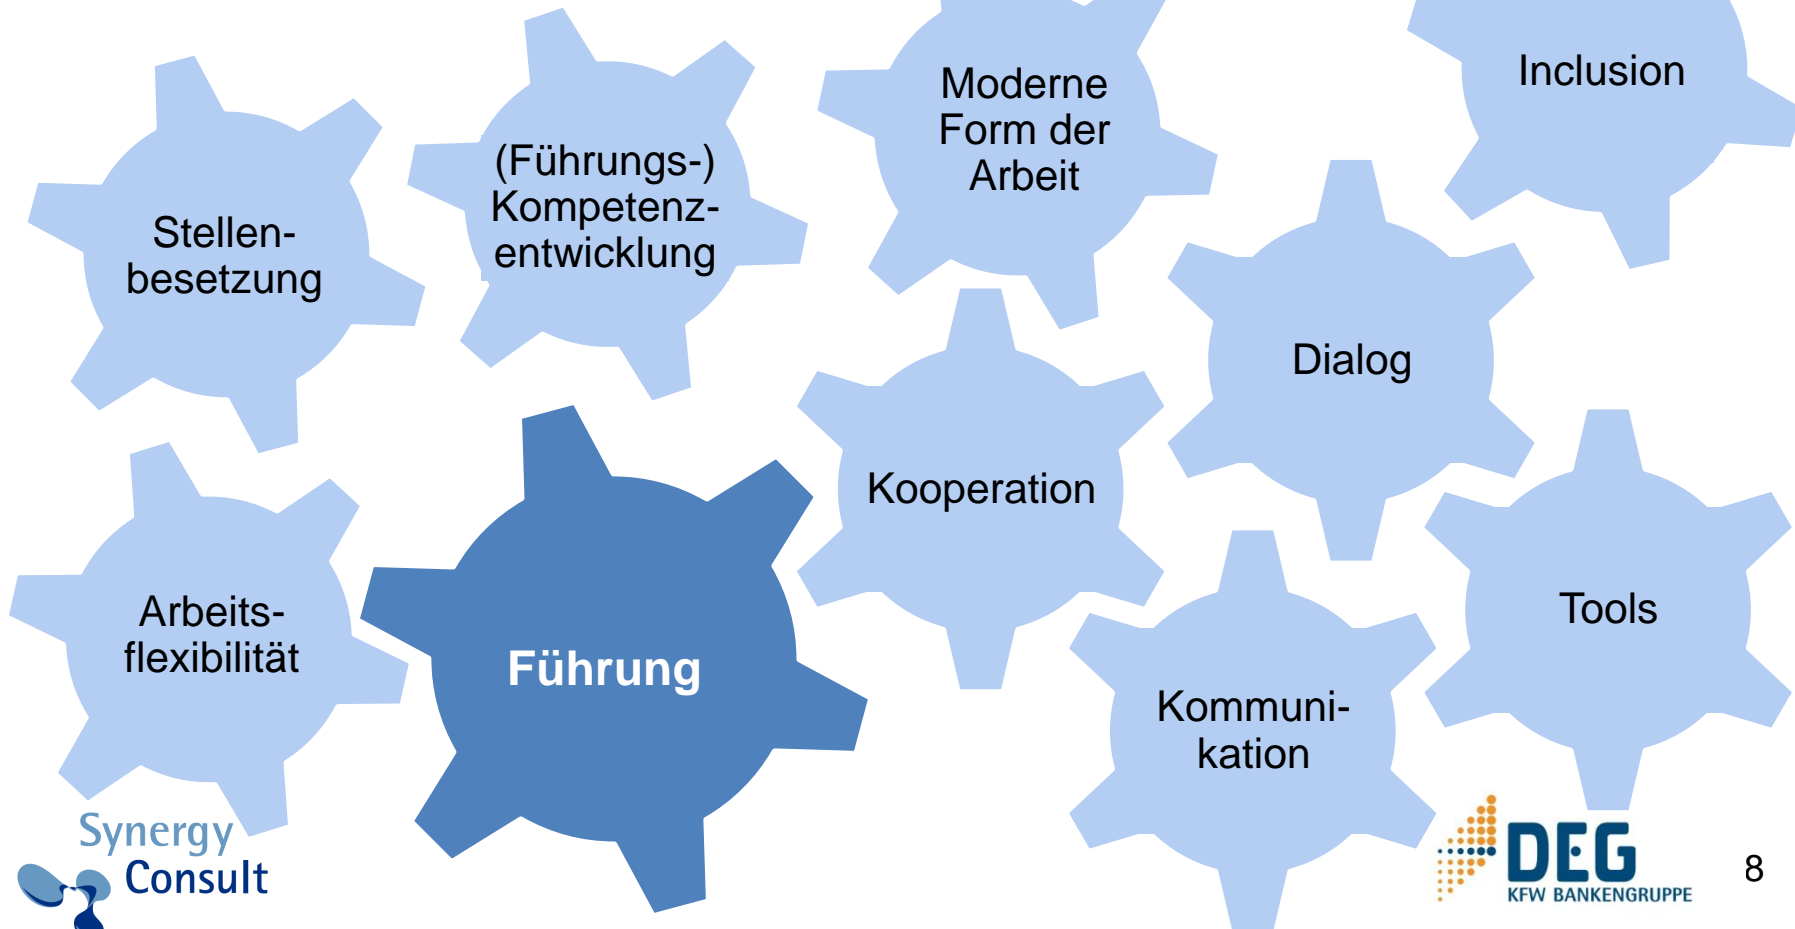 Stellen-
besetzung
(Führungs-)
Kompetenz-
entwicklung
Moderne
Form der
Arbeit
Inclusion
Dialog
Kooperation
Arbeits-
flexibilität
Führung
Tools
Kommuni-
kation
Synergy
Consult
DEG
KFW BANKENGRUPPE
8